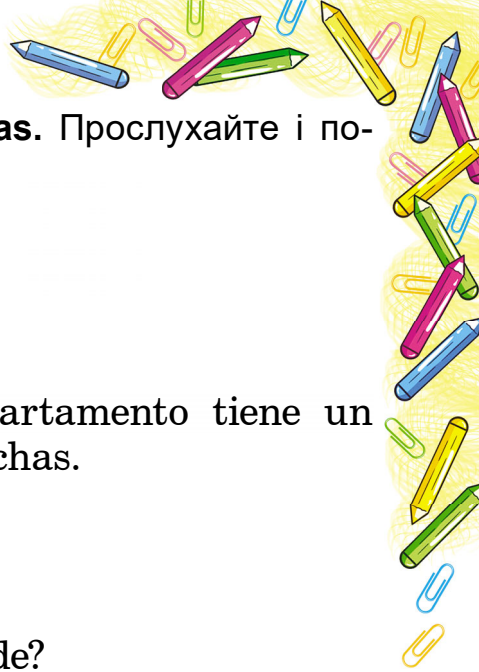 as. Прослухайте і по-
artamento tiene un
chas.
de?